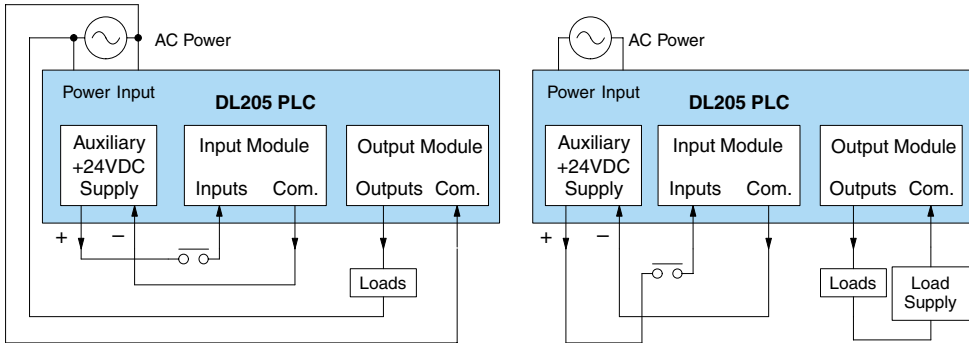 AC Power
Power Input
DL205 PLC
Auxiliary
+24VDC
Supply
Input Module
Inputs Com.
Output Module
Outputs Com.
+ −
Loads
AC Power
Power Input
DL205 PLC
Auxiliary
+24VDC
Supply
Input Module
Inputs Com.
Output Module
Outputs Com.
+ −
Loads
Load
Supply